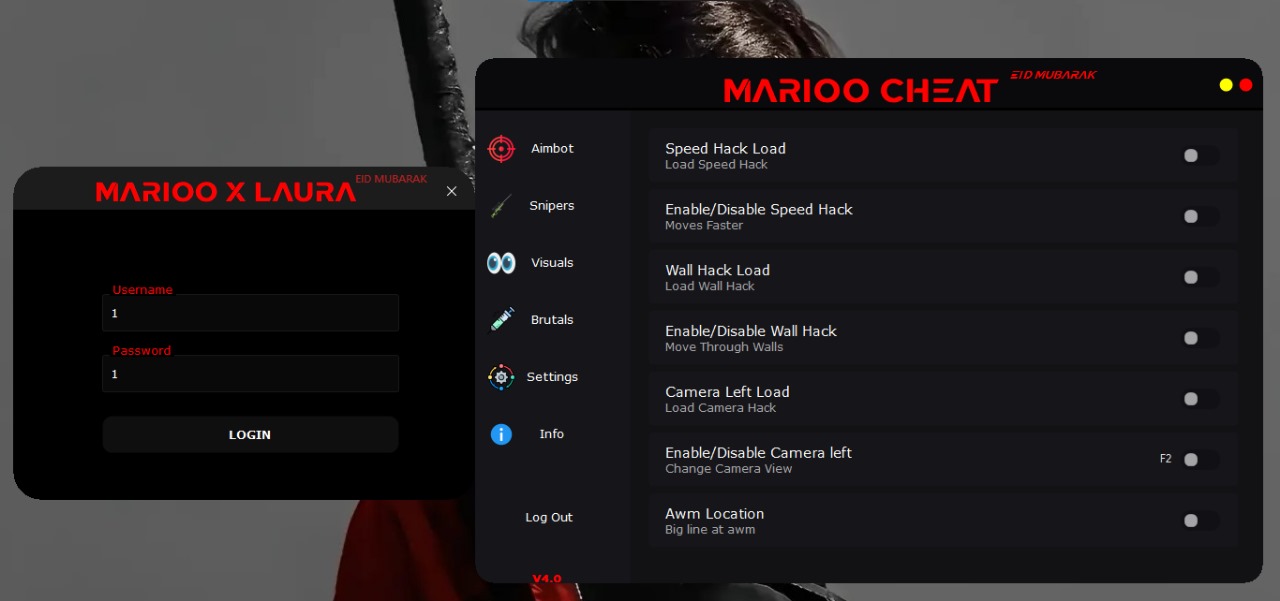 MARIOO X LAURA
EID MUBARAK
Username
1
Password
1
LOGIN
MARIOO CHEAT
EID MUBARAK
Aimbot
Snipers
Visuals
Brutals
Settings
Info
Log Out
V4.0
Speed Hack Load
Load Speed Hack
Enable/Disable Speed Hack
Moves Faster
Wall Hack Load
Load Wall Hack
Enable/Disable Wall Hack
Move Through Walls
Camera Left Load
Load Camera Hack
Enable/Disable Camera left
Change Camera View
F2
Awm Location
Big line at awm